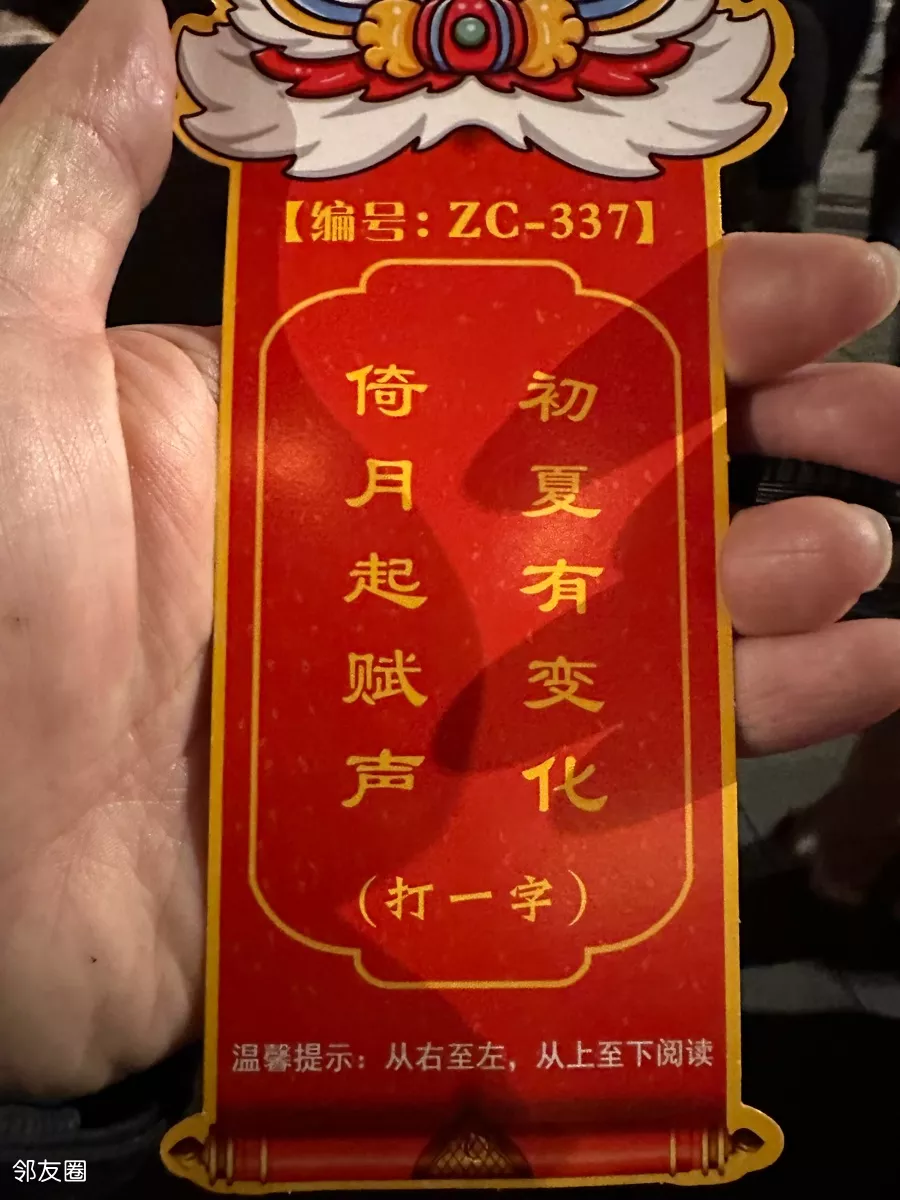 【编号：ZC-337】
初夏有变化
倚月起赋声
（打一字）
温馨提示：从右至左，从上至下阅读
邻友圈